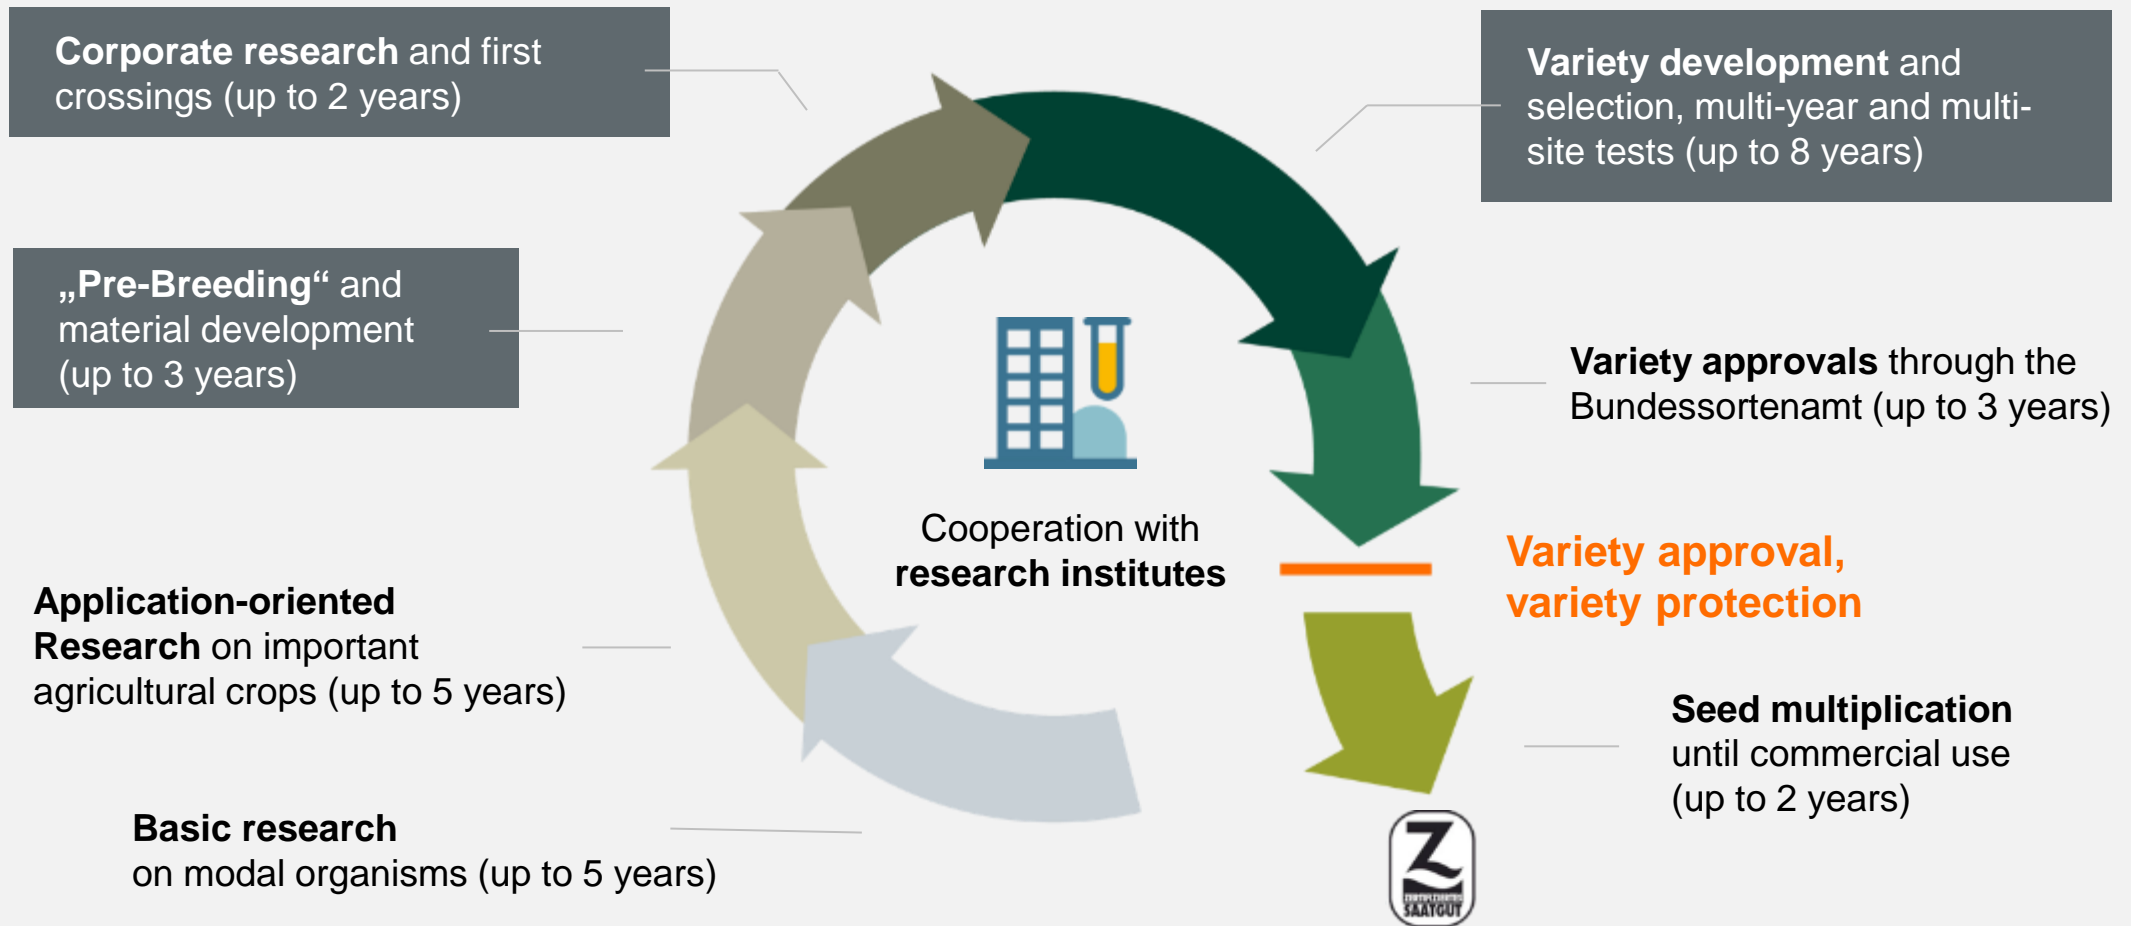 Corporate research and first
crossings (up to 2 years)
Variety development and
selection, multi-year and multi-
site tests (up to 8 years)
„Pre-Breeding“ and
material development
(up to 3 years)
Variety approvals through the
Bundessortenamt (up to 3 years)
Cooperation with
research institutes
Variety approval,
variety protection
Application-oriented
Research on important
agricultural crops (up to 5 years)
Seed multiplication
until commercial use
(up to 2 years)
Basic research
on modal organisms (up to 5 years)
Z
SAATGUT